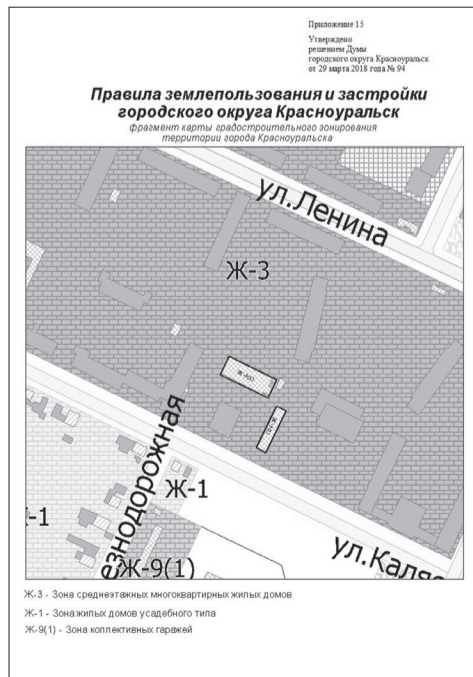 Приложение 15
Утверждено
решением Думы
городского округа Красноуральск
от 29 марта 2018 года № 94
Правила землепользования и застройки
городского округа Красноуральск
фрагмент карты градостроительного зонирования
территории города Красноуральска
ул.Ленина
Ж-3
Ж-1
Ж-1
езнодорожная
Ж-9(1)
ул.Каля
Ж-3 - Зона среднеэтажных многоквартирных жилых домов
Ж-1 - Зона жилых домов усадебного типа
Ж-9(1) - Зона коллективных гаражей